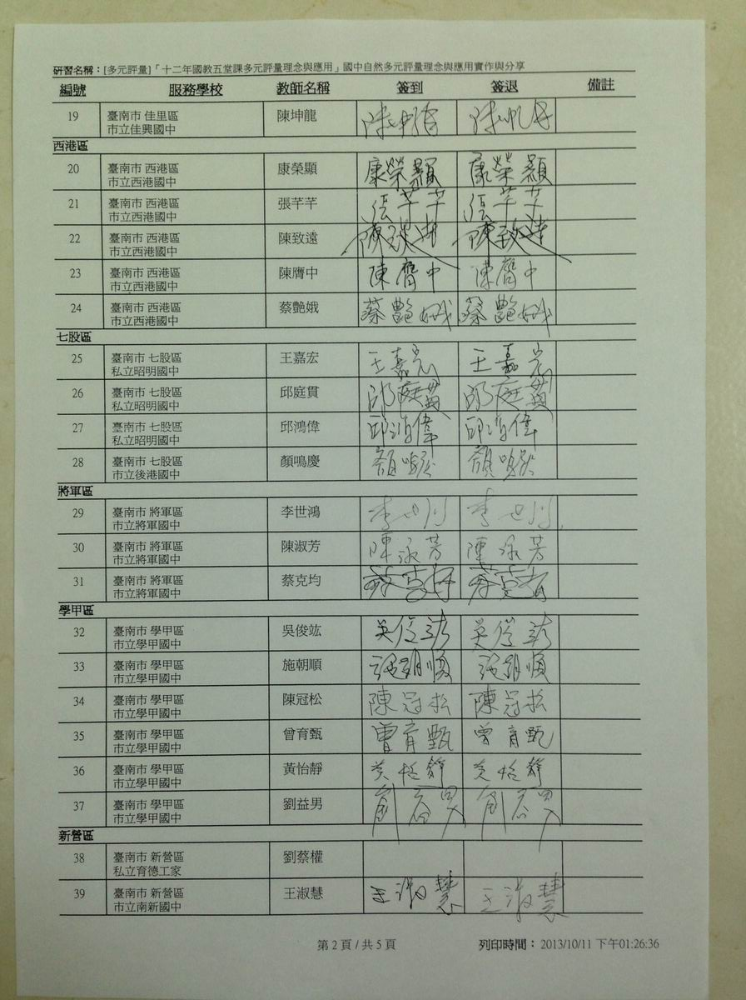 研習名稱：[多元評量]「十二年國教五堂課多元評量理念與應用」國中自然多元評量理念與應用實作與分享
編號 服務學校 教師名稱 簽到 簽退 備註
19 臺南市 佳里區 陳坤龍
市立佳興國中
西港區
20 臺南市 西港區 康榮顯 康榮顯 康榮顯
市立西港國中
21 臺南市 西港區 張芊芊 張芊芊 張芊芊
市立西港國中
22 臺南市 西港區 陳致遠 陳致遠 陳致遠
市立西港國中
23 臺南市 西港區 陳膺中 陳膺中 陳膺中
市立西港國中
24 臺南市 西港區 蔡艷娥 蔡艷娥 蔡艷娥
市立西港國中
七股區
25 臺南市 七股區 王嘉宏 王嘉宏 王嘉宏
私立昭明國中
26 臺南市 七股區 邱庭貫 邱庭貫 邱庭貫
私立昭明國中
27 臺南市 七股區 邱鴻偉 邱鴻偉 邱鴻偉
私立昭明國中
28 臺南市 七股區 顏鳴慶 顏鳴慶 顏鳴慶
市立後港國中
將軍區
29 臺南市 將軍區 李世鴻
市立將軍國中
30 臺南市 將軍區 陳淑芳 陳淑芳 陳淑芳
市立將軍國中
31 臺南市 將軍區 蔡克均
市立將軍國中
學甲區
32 臺南市 學甲區 吳俊竑 吳俊竑 吳俊竑
市立學甲國中
33 臺南市 學甲區 施朝順 施朝順 施朝順
市立學甲國中
34 臺南市 學甲區 陳冠松 陳冠松 陳冠松
市立學甲國中
35 臺南市 學甲區 曾育甄 曾育甄 曾育甄
市立學甲國中
36 臺南市 學甲區 黃怡靜 黃怡靜 黃怡靜
市立學甲國中
37 臺南市 學甲區 劉益男 劉益男 劉益男
市立學甲國中
新營區
38 臺南市 新營區 劉蔡權
私立育德工家
39 臺南市 新營區 王淑慧 王淑慧 王淑慧
市立南新國中
第 2 頁 / 共 5 頁 列印時間： 2013/10/11 下午01:26:36